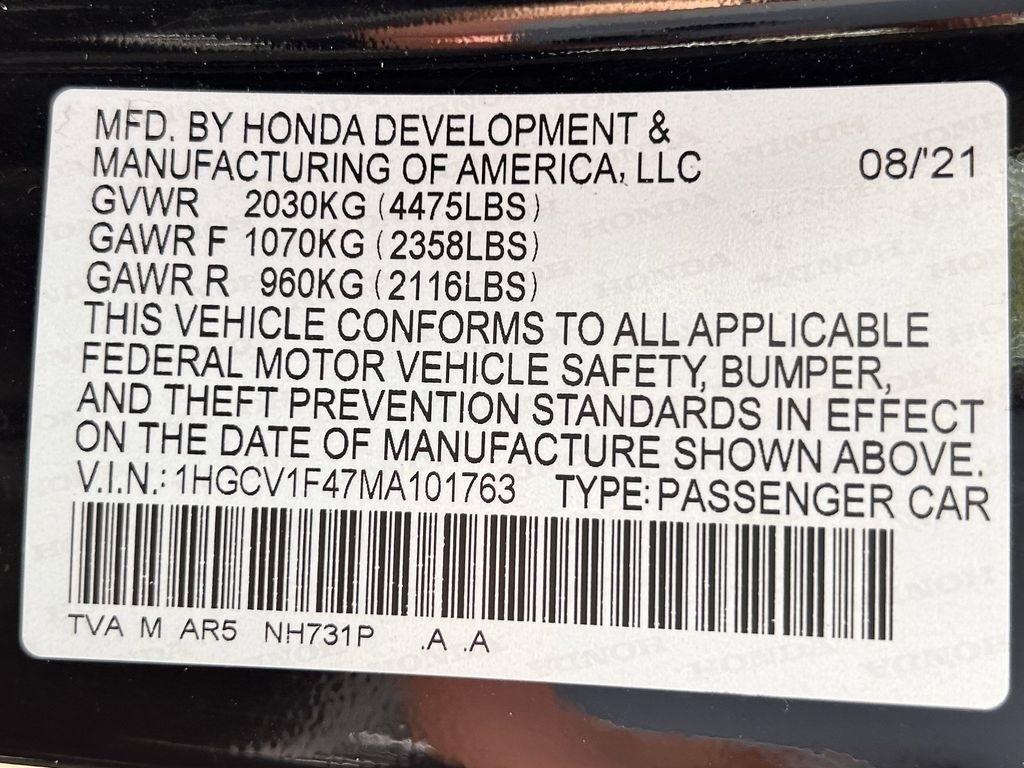 MFD. BY HONDA DEVELOPMENT &
MANUFACTURING OF AMERICA, LLC 08/'21
GVWR 2030KG (4475LBS)
GAWR F 1070KG (2358LBS)
GAWR R 960KG (2116LBS)
THIS VEHICLE CONFORMS TO ALL APPLICABLE
FEDERAL MOTOR VEHICLE SAFETY, BUMPER,
AND THEFT PREVENTION STANDARDS IN EFFECT
ON THE DATE OF MANUFACTURE SHOWN ABOVE.
V.I.N.: 1HGCV1F47MA101763 TYPE: PASSENGER CAR
TVA M AR5 NH731P .A .A